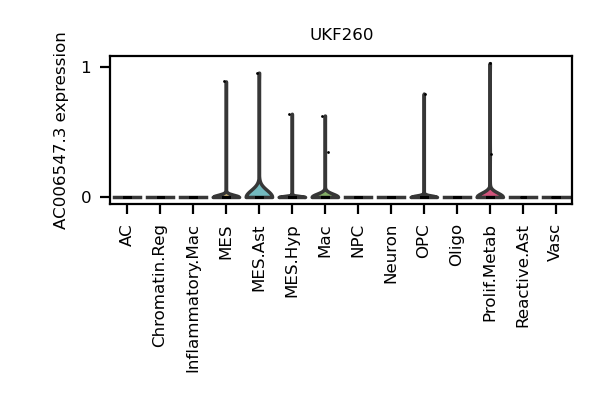 UKF260
AC006547.3 expression
1
0
AC
Chromatin.Reg
Inflammatory.Mac
MES
MES.Ast
MES.Hyp
Mac
NPC
Neuron
OPC
Oligo
Prolif.Metab
Reactive.Ast
Vasc